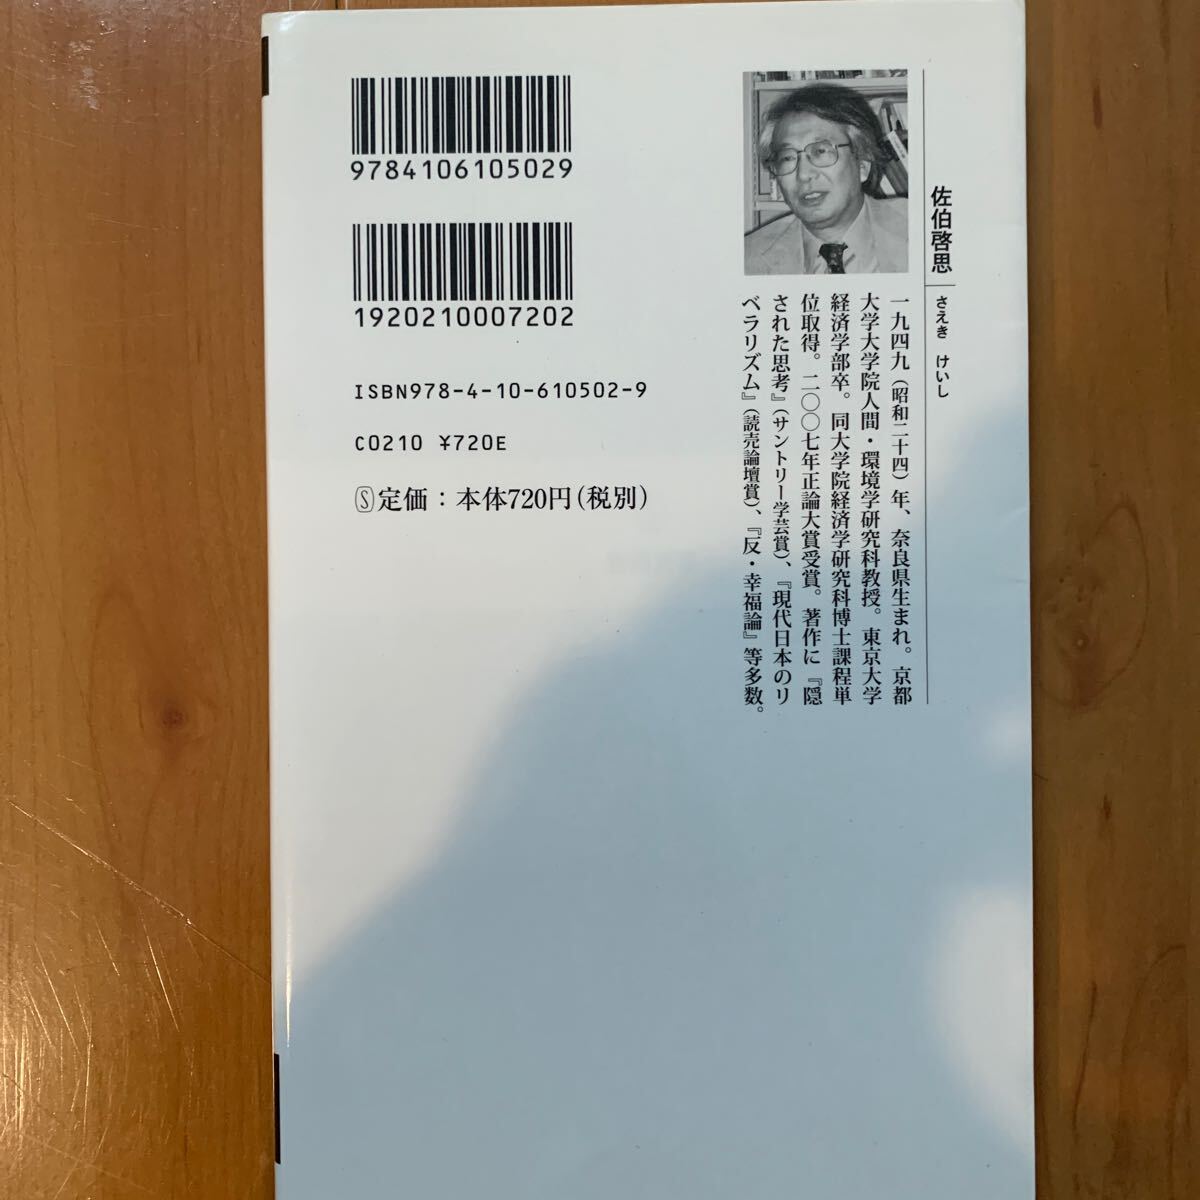 9784106105029
1920210007202
ISBN978-4-10-610502-9
C0210 ¥720E
Ⓢ定価：本体720円（税別）
佐伯啓思
さえき けいし
一九四九（昭和二十四）年、奈良県生まれ。京都
大学大学院人間・環境学研究科教授。東京大学
経済学部卒。同大学院経済学研究科博士課程単
位取得。二〇〇七年正論大賞受賞。著作に『隠
された思考』（サントリー学芸賞）、『現代日本のリ
ベラリズム』（読売論壇賞）、『反・幸福論』等多数。